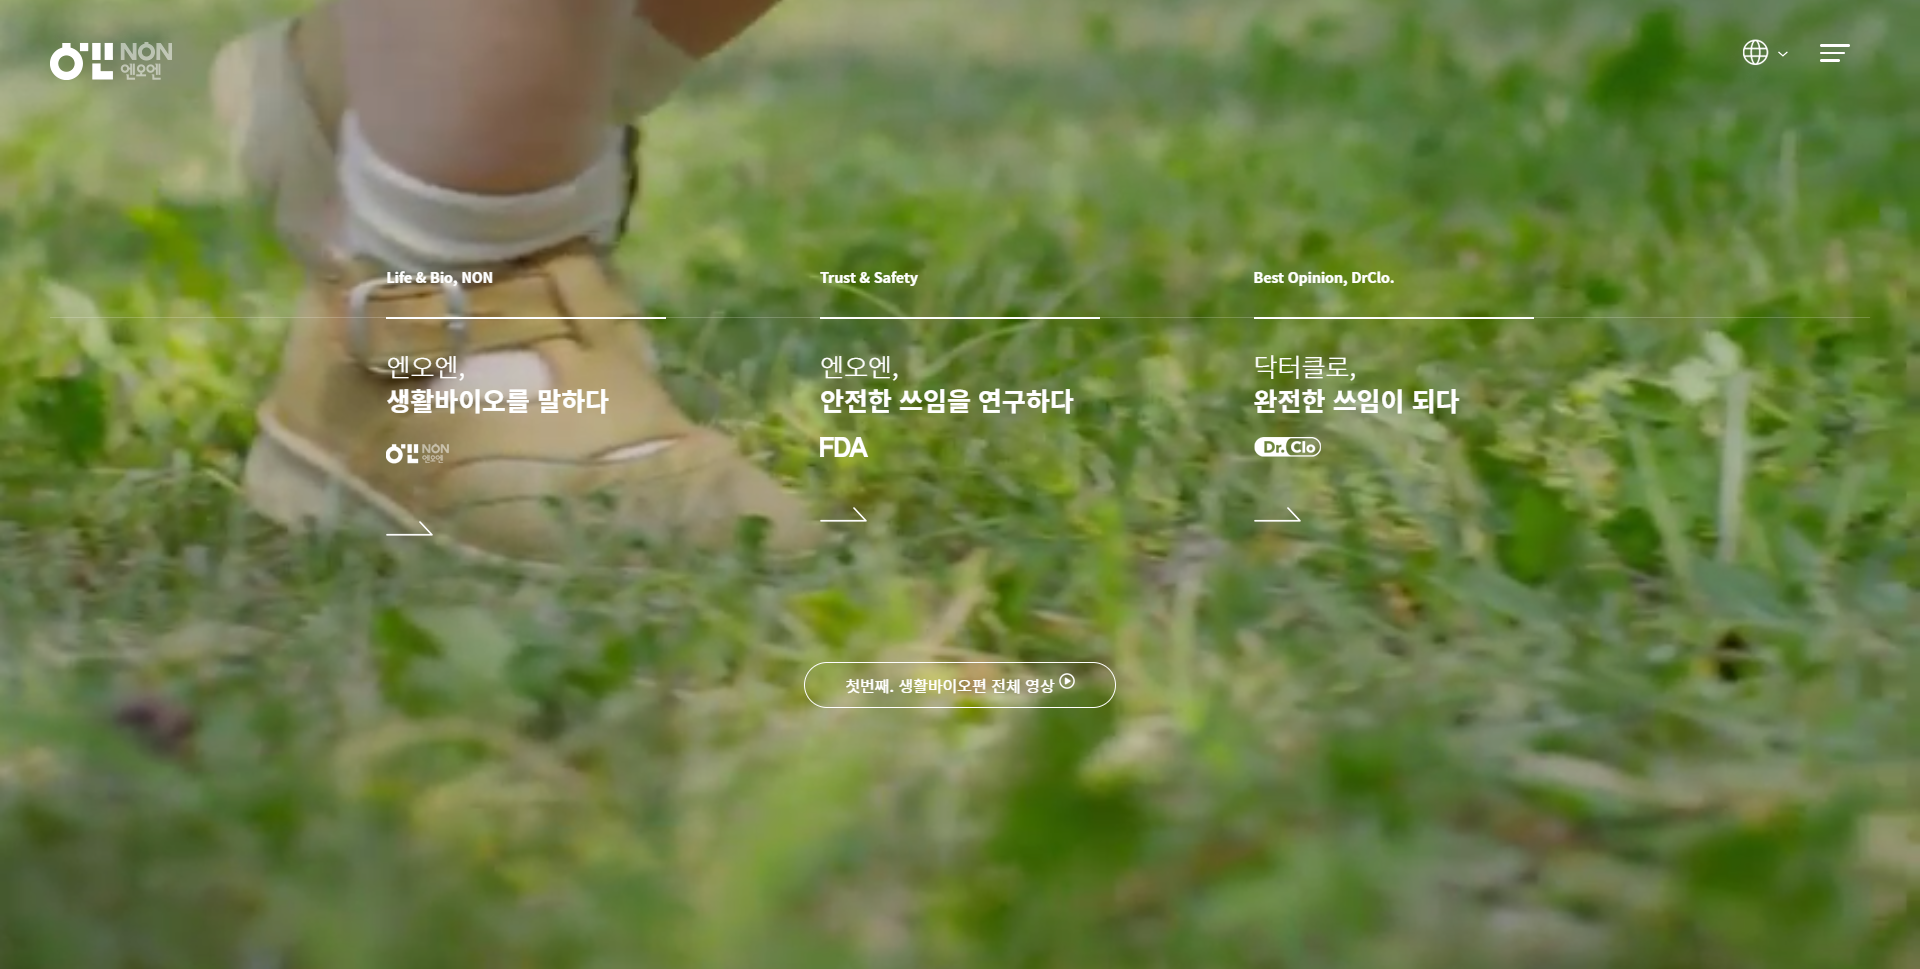 NON
엔오엔
Life & Bio, NON
엔오엔,
생활바이오를 말하다
NON
엔오엔
Trust & Safety
엔오엔,
안전한 쓰임을 연구하다
FDA
Best Opinion, DrClo.
닥터클로,
완전한 쓰임이 되다
Dr.Clo
첫번째. 생활바이오편 전체 영상